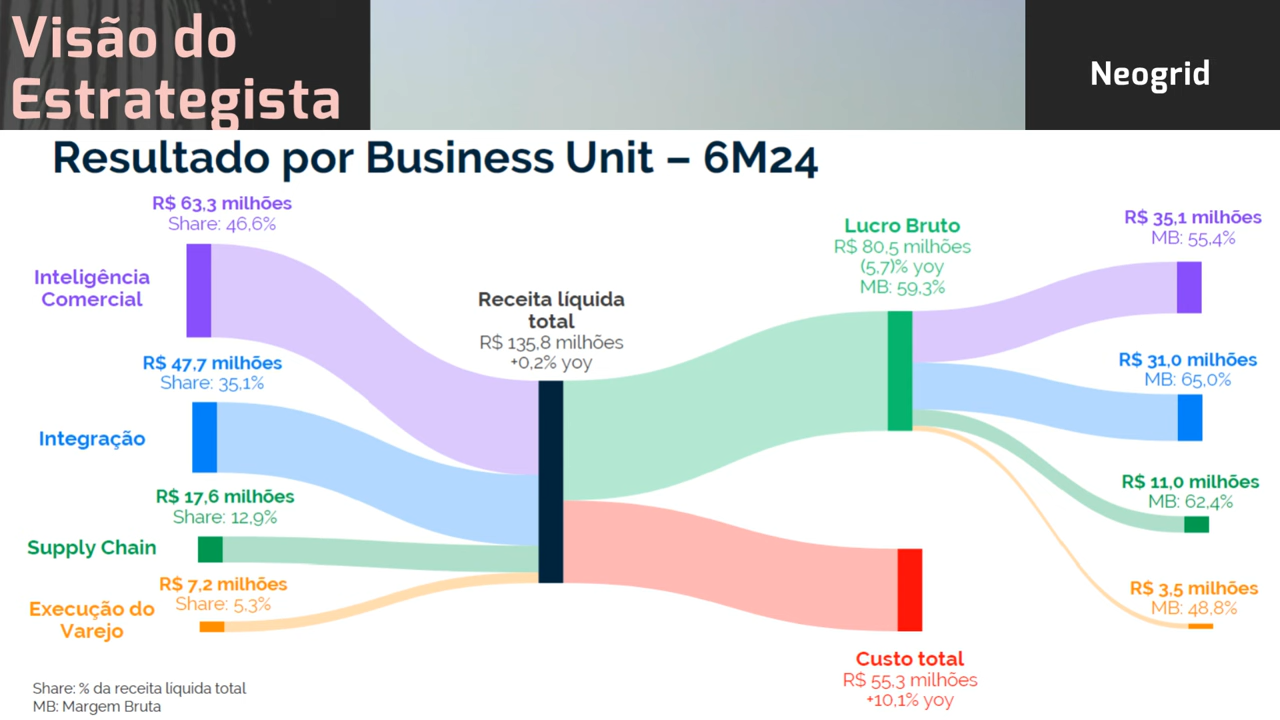 Visão do
Estrategista
Neogrid
Resultado por Business Unit – 6M24
R$ 63,3 milhões
Share: 46,6%
Inteligência
Comercial
R$ 47,7 milhões
Share: 35,1%
Integração
R$ 17,6 milhões
Share: 12,9%
Supply Chain
R$ 7,2 milhões
Share: 5,3%
Execução do
Varejo
Receita líquida
total
R$ 135,8 milhões
+0,2% yoy
Lucro Bruto
R$ 80,5 milhões
(5,7)% yoy
MB: 59,3%
Custo total
R$ 55,3 milhões
+10,1% yoy
R$ 35,1 milhões
MB: 55,4%
R$ 31,0 milhões
MB: 65,0%
R$ 11,0 milhões
MB: 62,4%
R$ 3,5 milhões
MB: 48,8%
Share: % da receita líquida total
MB: Margem Bruta